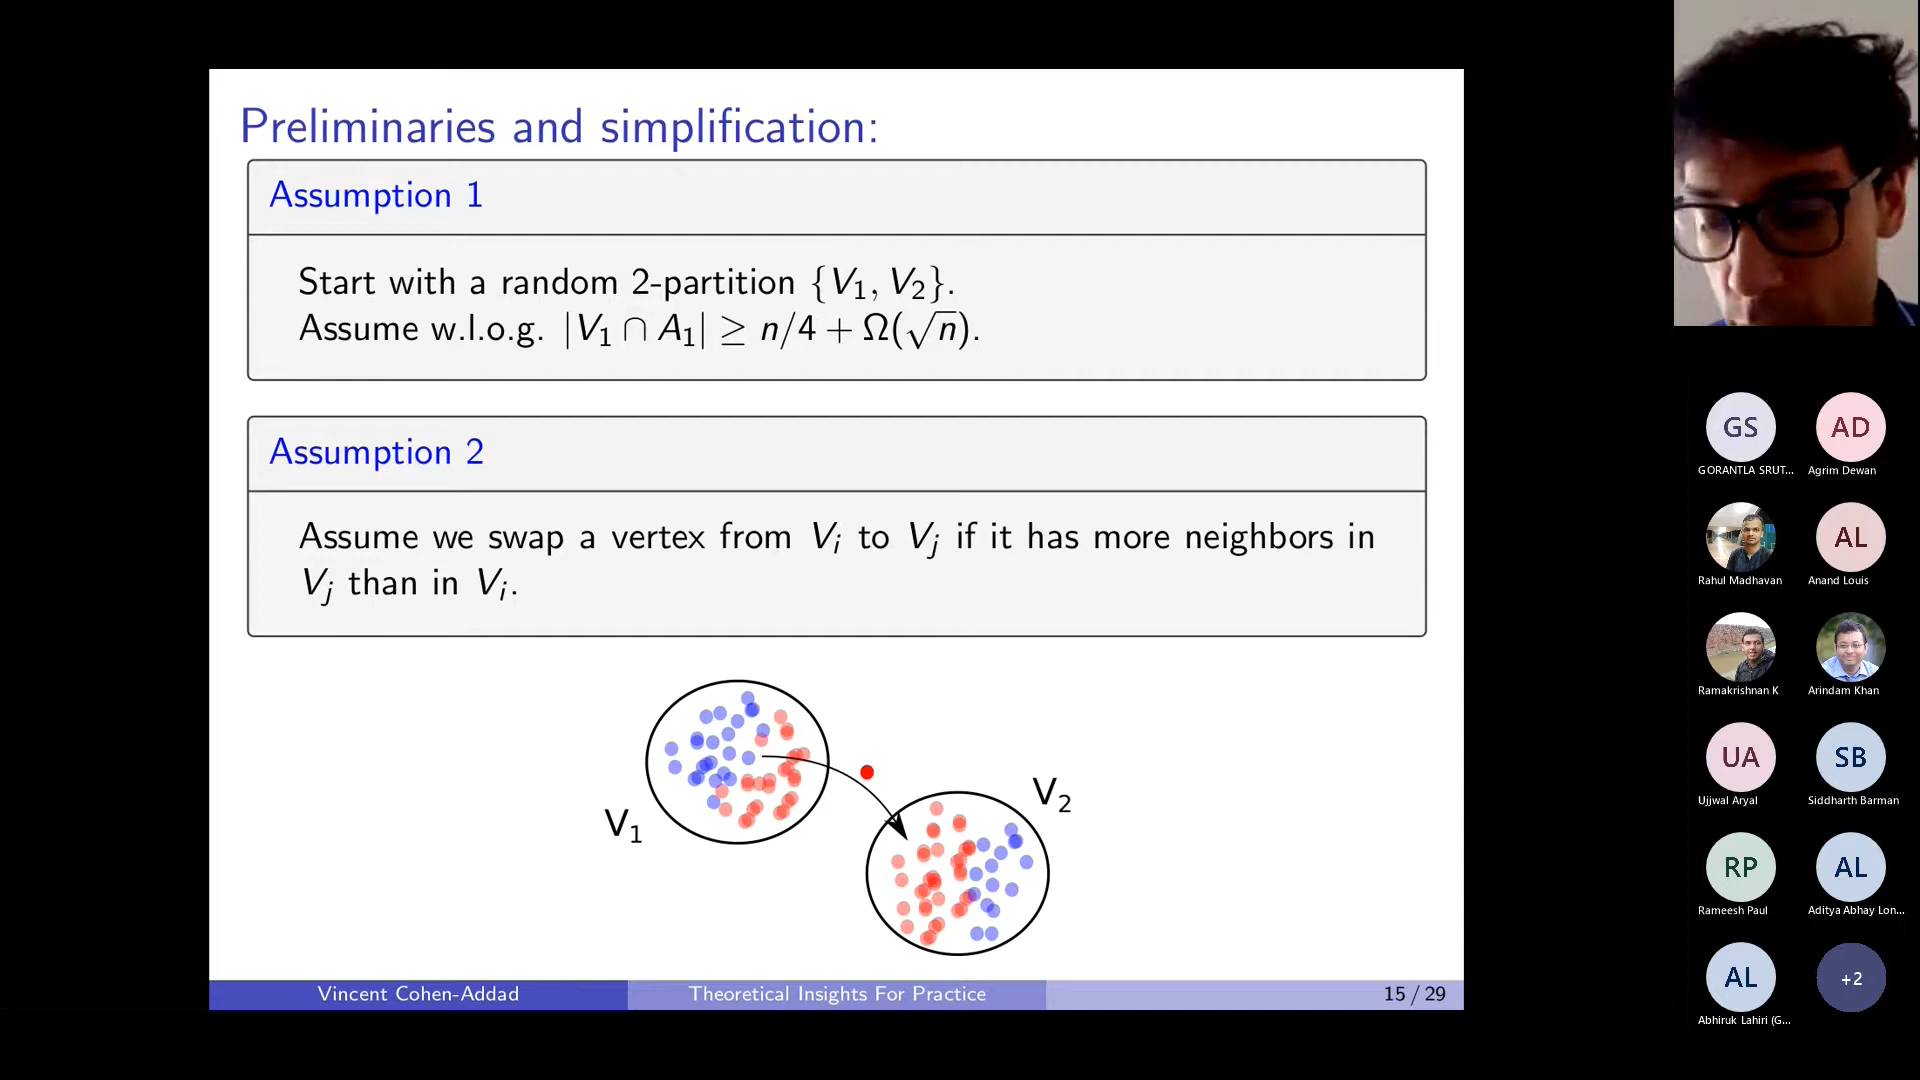 Preliminaries and simplification:
Assumption 1
Start with a random 2-partition {V₁, V₂}.
Assume w.l.o.g. |V₁ ∩ A₁| ≥ n/4 + Ω(√n).
Assumption 2
Assume we swap a vertex from Vᵢ to Vⱼ if it has more neighbors in
Vⱼ than in Vᵢ.
V₁
V₂
Vincent Cohen-Addad
Theoretical Insights For Practice
15 / 29
GS
AD
GORANTLA SRUT...
Agrim Dewan
AL
Rahul Madhavan
Anand Louis
Ramakrishnan K
Arindam Khan
UA
SB
Ujjwal Aryal
Siddharth Barman
RP
AL
Rameesh Paul
Aditya Abhay Lon...
AL
+2
Abhiruk Lahiri (G...